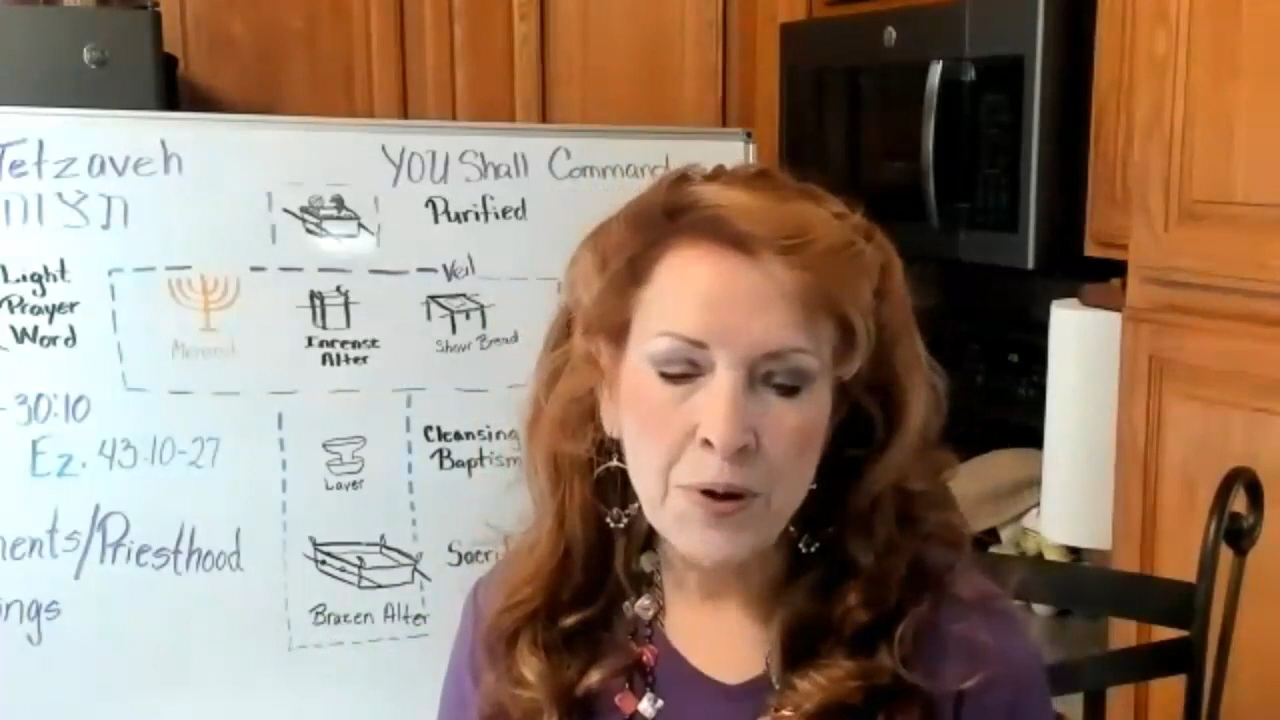 Tetzaveh
YOU Shall Command
תצוה
Purified
Light
Prayer
Word
Veil
Menorah
Incense
Alter
Show Bread
30:10
Ez. 43:10-27
Cleansing
Baptism
Laver
ments/Priesthood
Sacri
ings
Brazen Alter